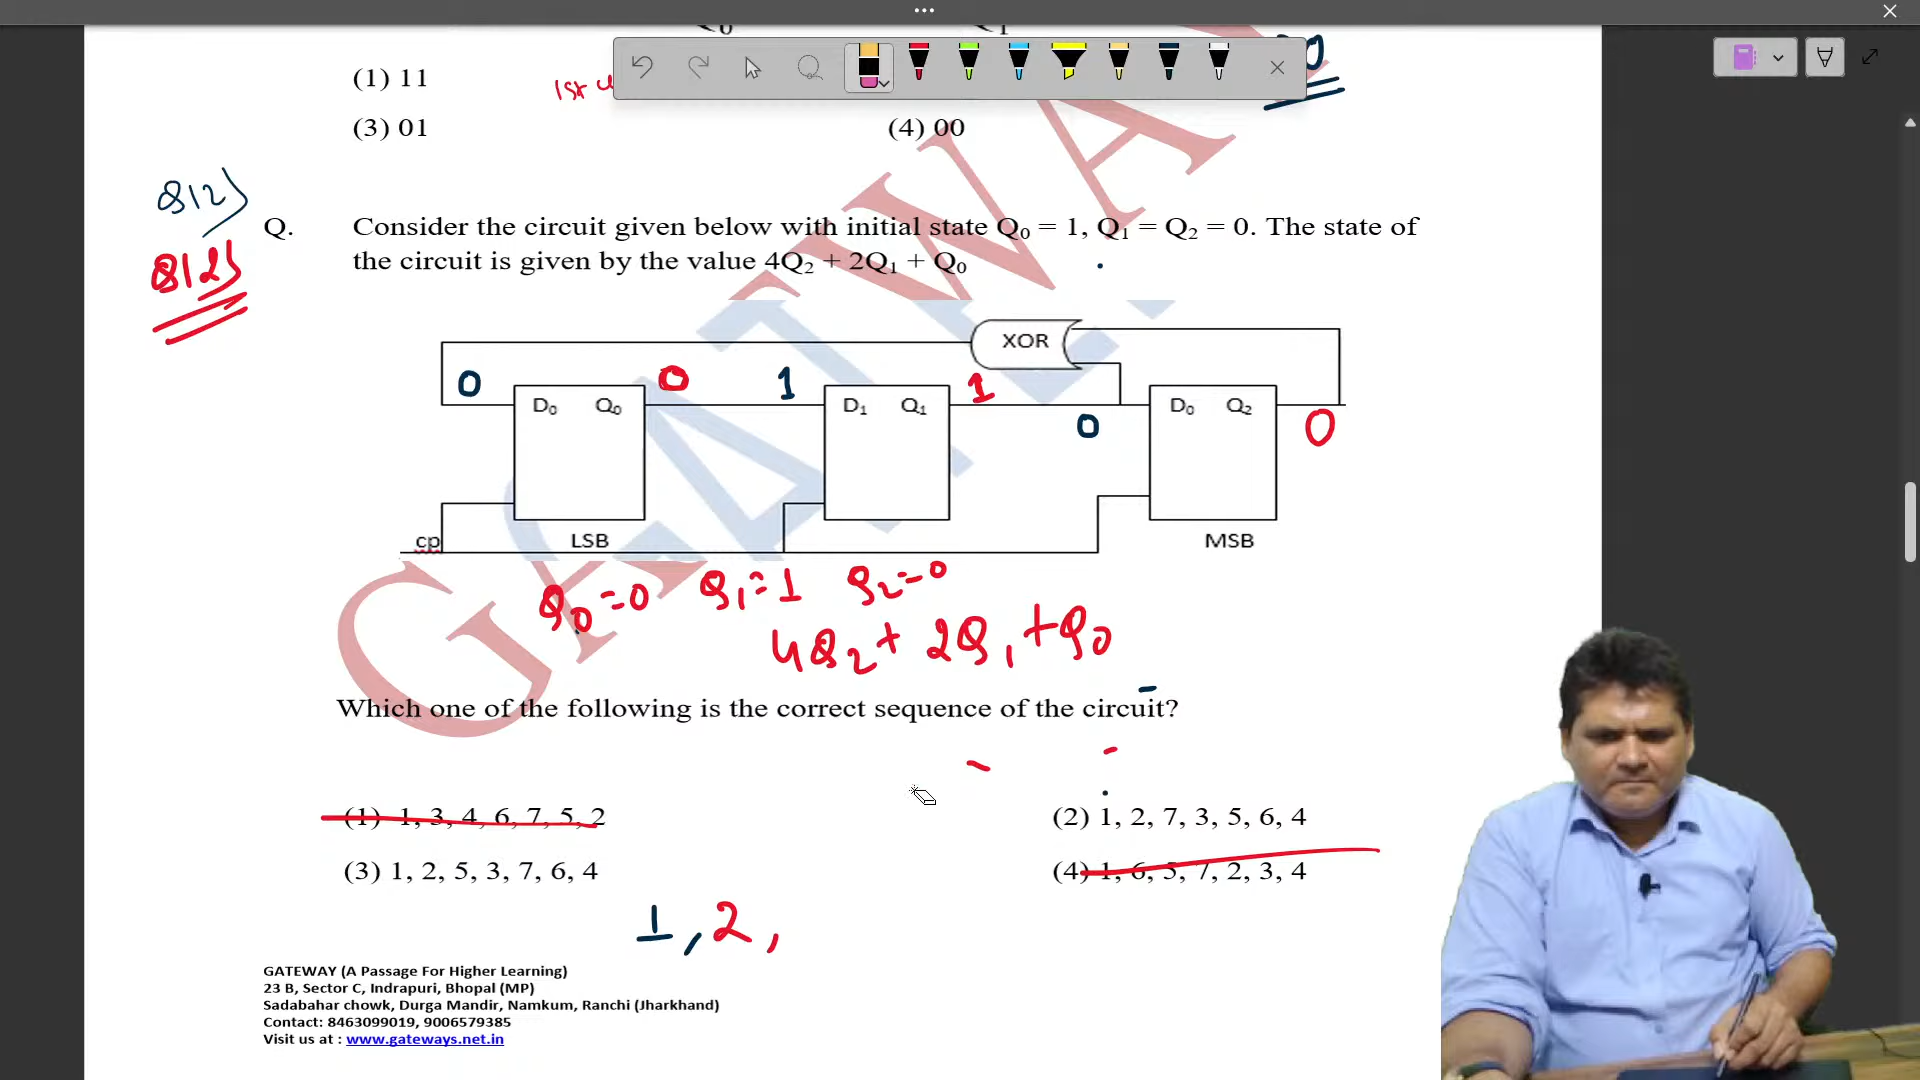 (1) 11
1st
(3) 01
(4) 00
Q.
Consider the circuit given below with initial state Q₀ = 1, Q₁ = Q₂ = 0. The state of
the circuit is given by the value 4Q₂ + 2Q₁ + Q₀
XOR
0 0 1 1 0 0
D₀ Q₀ D₁ Q₁ D₀ Q₂
cp LSB MSB
Q₀=0 Q₁=1 Q₂=0
4Q₂+ 2Q₁+Q₀
Which one of the following is the correct sequence of the circuit?
(1) 1, 3, 4, 6, 7, 5, 2
(2) 1, 2, 7, 3, 5, 6, 4
(3) 1, 2, 5, 3, 7, 6, 4
(4) 1, 6, 5, 7, 2, 3, 4
1, 2,
GATEWAY (A Passage For Higher Learning)
23 B, Sector C, Indrapuri, Bhopal (MP)
Sadabahar chowk, Durga Mandir, Namkum, Ranchi (Jharkhand)
Contact: 8463099019, 9006579385
Visit us at : www.gateways.net.in
GATEWAY